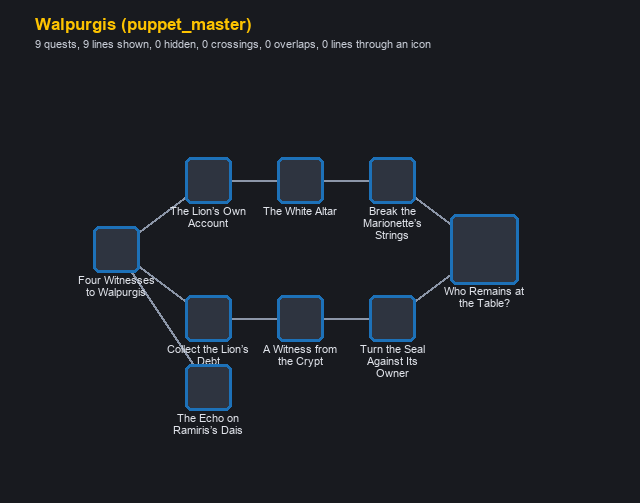 Walpurgis (puppet_master)
9 quests, 9 lines shown, 0 hidden, 0 crossings, 0 overlaps, 0 lines through an icon
The Lion's Own
Account
The White Altar
Break the
Marionette's
Strings
Four Witnesses
to Walpurgis
Who Remains at
the Table?
Collect the Lion's
Debt
A Witness from
the Crypt
Turn the Seal
Against Its
Owner
The Echo on
Ramiris's Dais